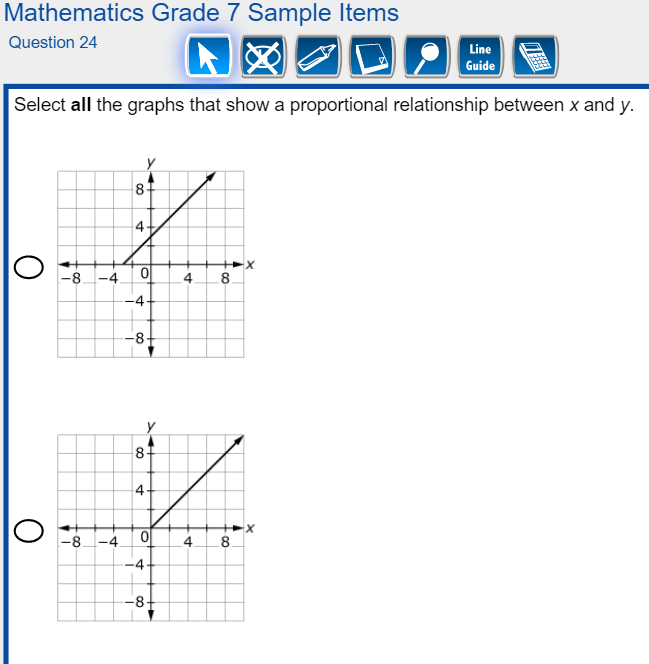 Mathematics Grade 7 Sample Items
Question 24
Line
Guide
Select all the graphs that show a proportional relationship between x and y.
y
8
4
−8 −4 0 4 8 x
−4
−8
y
8
4
−8 −4 0 4 8 x
−4
−8